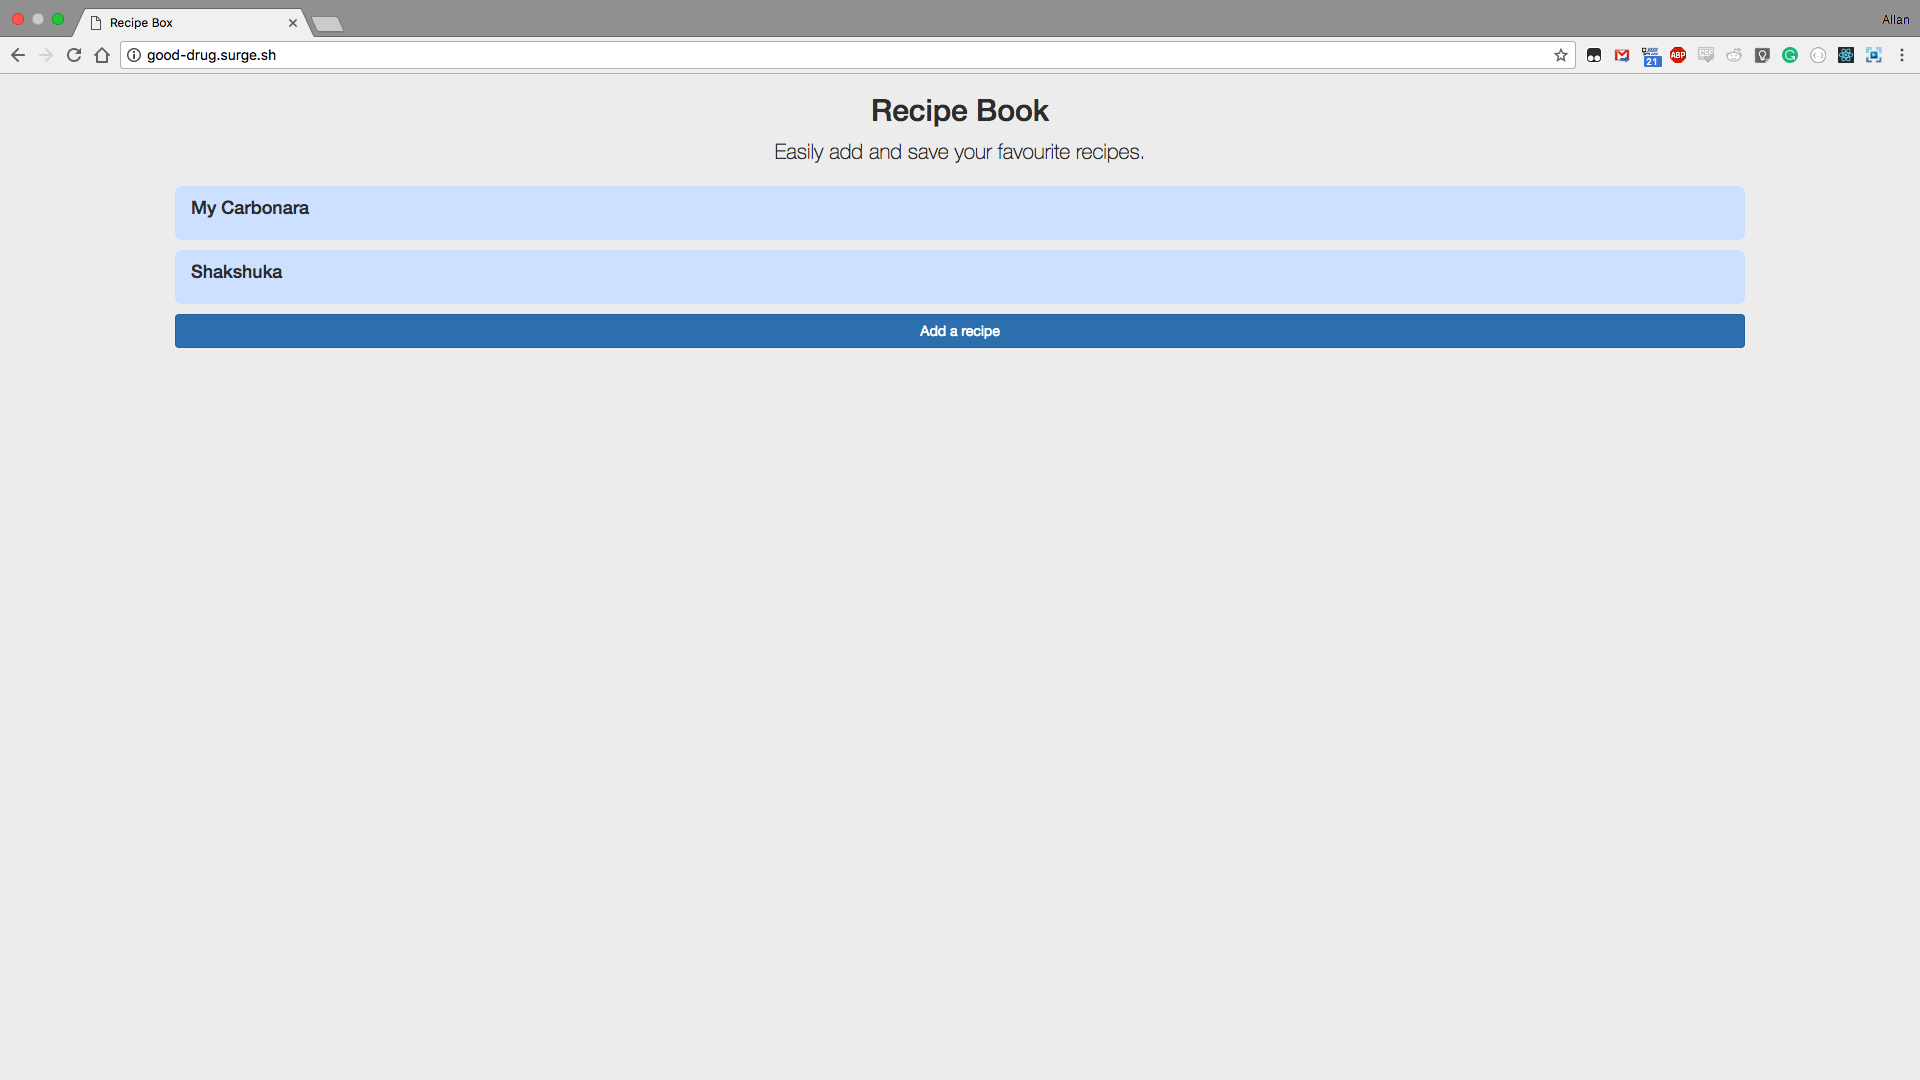 Recipe Box
Allan
good-drug.surge.sh
21
ABP
Recipe Book
Easily add and save your favourite recipes.
My Carbonara
Shakshuka
Add a recipe